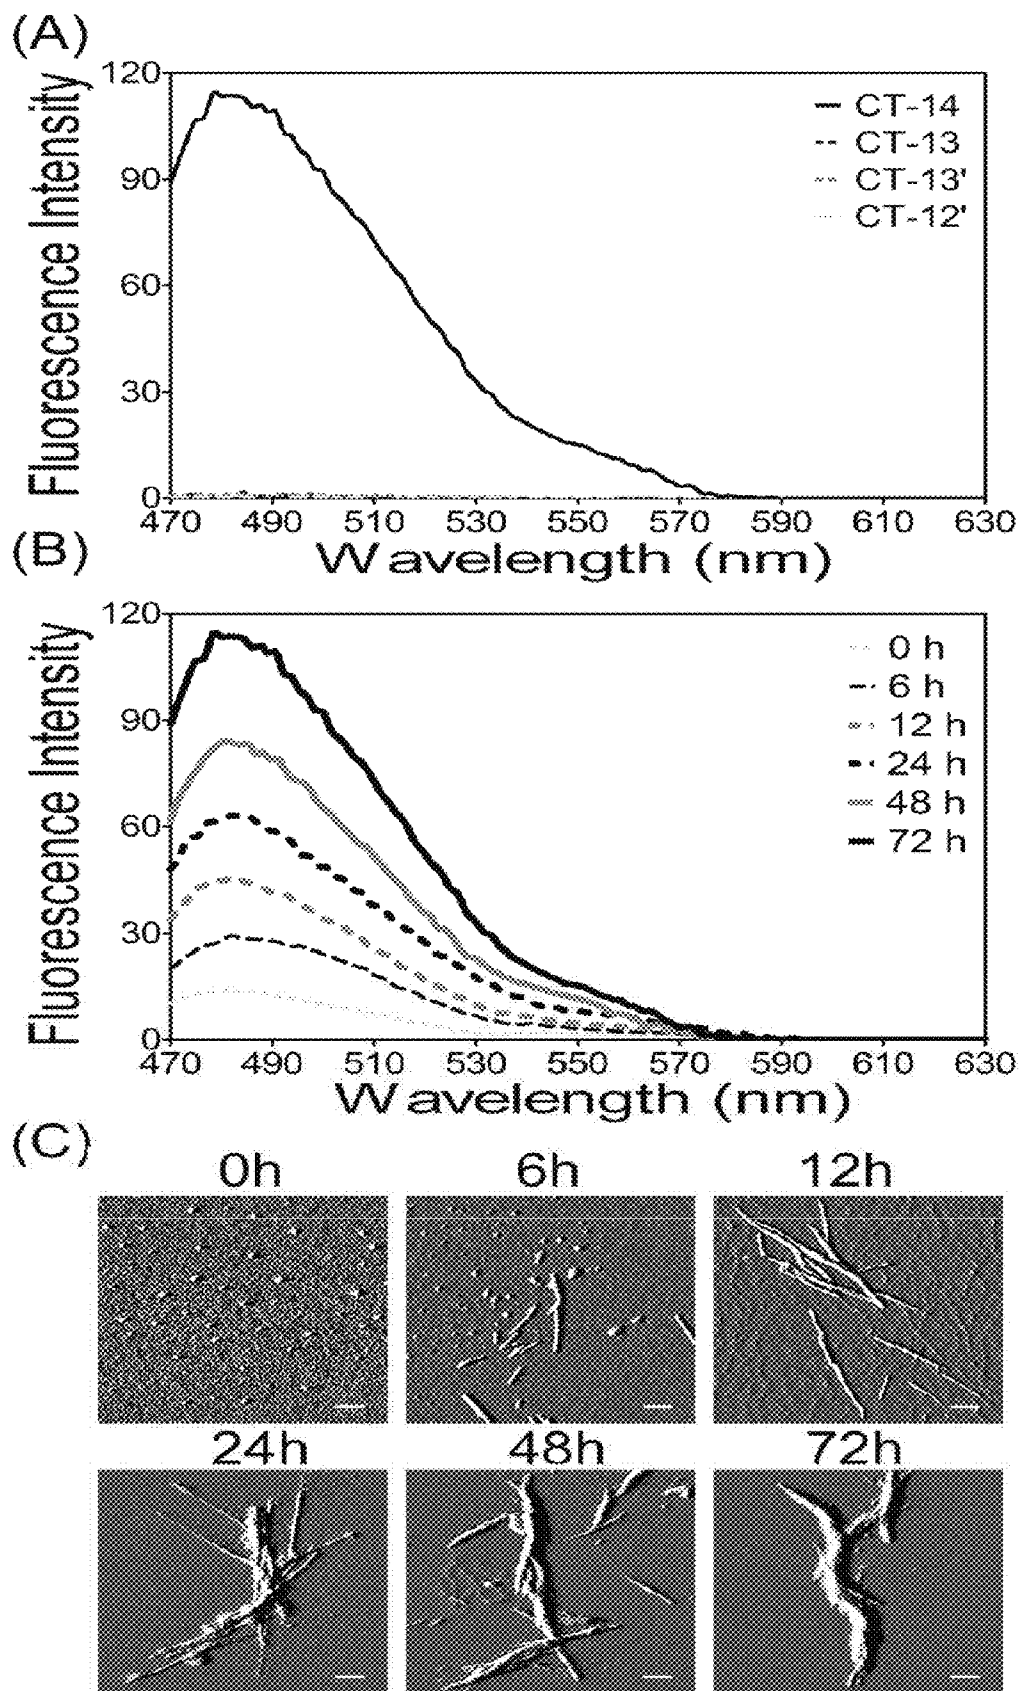 (A)
Fluorescence Intensity
120
90
60
30
0
CT-14
CT-13
CT-13'
CT-12'
470 490 510 530 550 570 590 610 630
Wavelength (nm)
(B)
Fluorescence Intensity
120
90
60
30
0
0 h
6 h
12 h
24 h
48 h
72 h
470 490 510 530 550 570 590 610 630
Wavelength (nm)
(C)
0h 6h 12h
24h 48h 72h